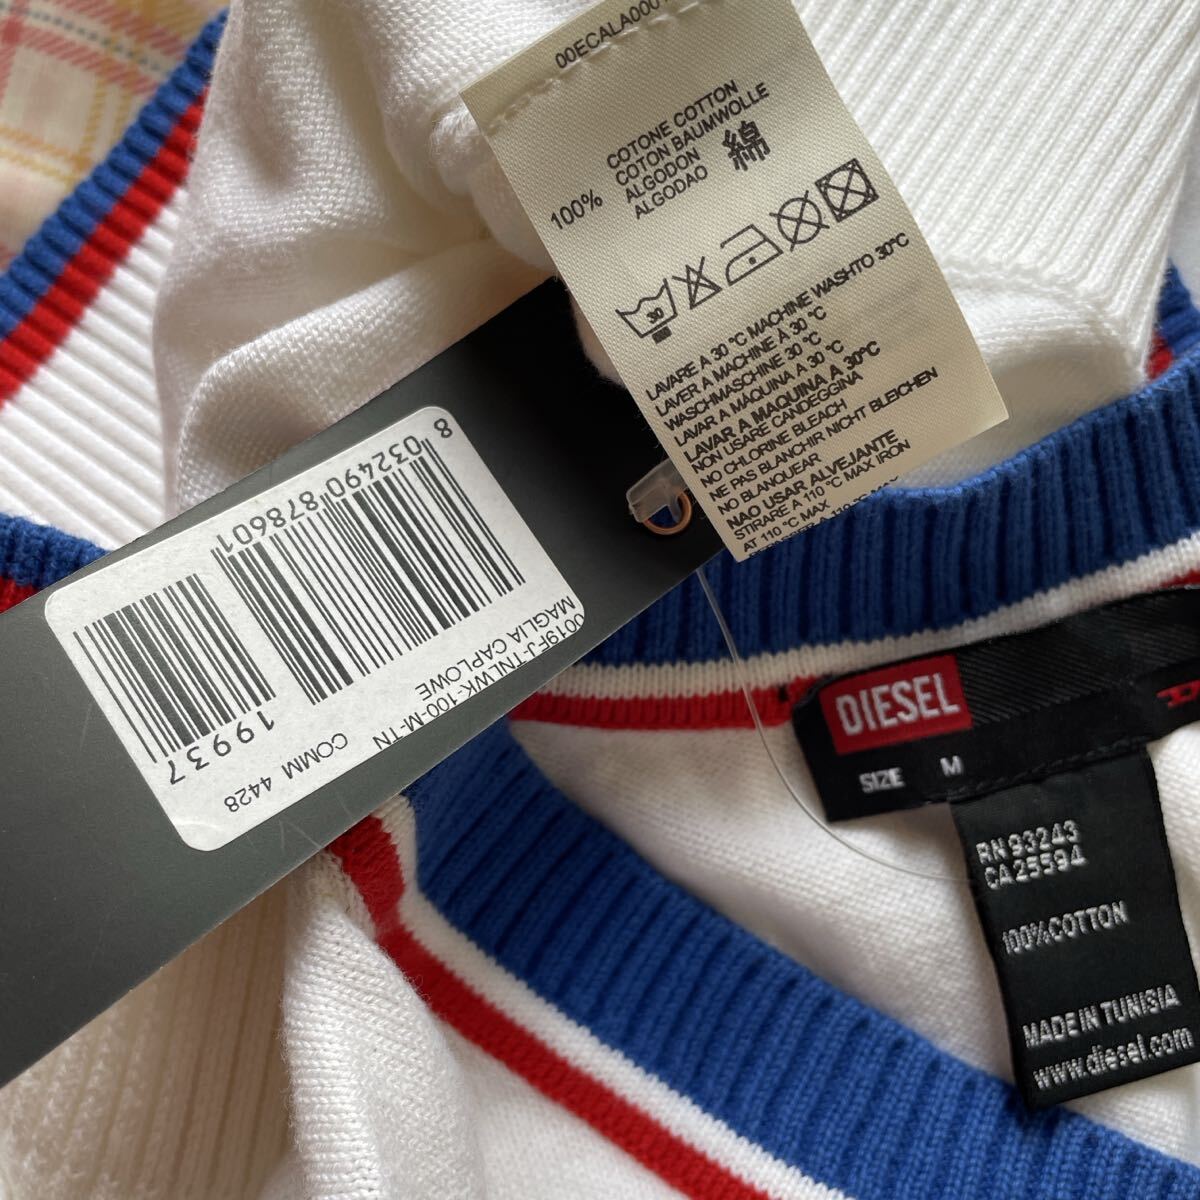 00ECALA000
100%
COTONE COTTON
COTON BAUMWOLLE
ALGODON
ALGODAO
綿
30
LAVARE A 30 °C MACHINE WASHTO 30°C
LAVER A MACHINE À 30 °C
WASCHMASCHINE 30 °C
LAVAR A MÁQUINA A 30 °C
LAVAR A MAQUINA A 30°C
NON USARE CANDEGGINA
NO CHLORINE BLEACH
NE PAS BLANCHIR NICHT BLEICHEN
NO BLANQUEAR
NAO USAR ALVEJANTE
STIRARE A 110 °C MAX IRON
AT 110 °C MAX
8 032490 878601
19937
0019FJ-TNLWK-100-M-TN
MAGLIA CAPLOWE
COMM 4428
DIESEL
SIZE M
RN 93243
CA 25594
100%COTTON
MADE IN TUNISIA
www.diesel.com